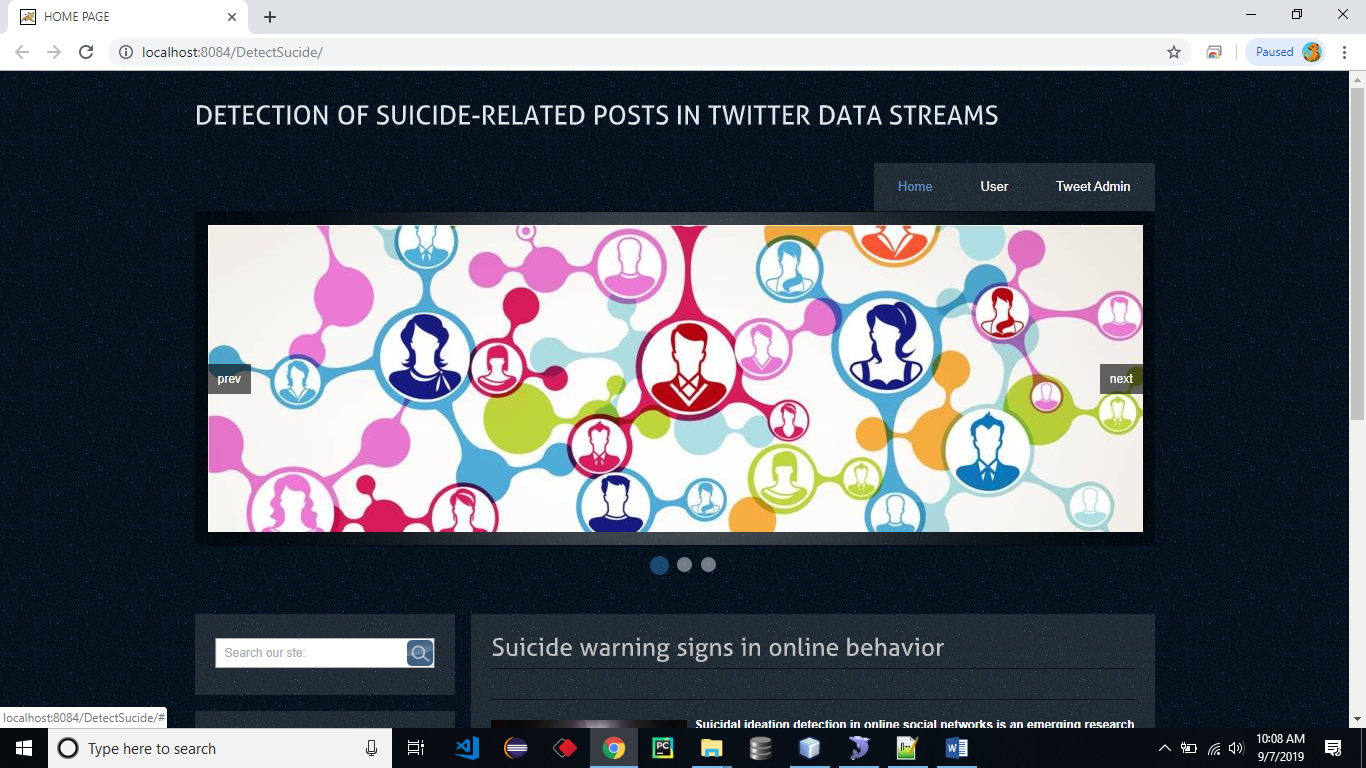 HOME PAGE
localhost:8084/DetectSucide/
Paused
DETECTION OF SUICIDE-RELATED POSTS IN TWITTER DATA STREAMS
Home User Tweet Admin
prev
next
Search our ste:
Suicide warning signs in online behavior
Suicidal ideation detection in online social networks is an emerging research
localhost:8084/DetectSucide/#
Type here to search
PC
W
10:08 AM
9/7/2019